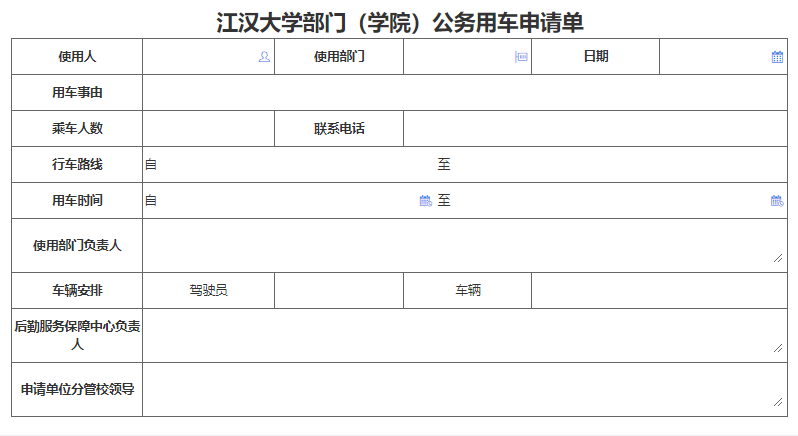 江汉大学部门（学院）公务用车申请单
使用人 使用部门 日期
用车事由
乘车人数 联系电话
行车路线 自 至
用车时间 自 至
使用部门负责人
车辆安排 驾驶员 车辆
后勤服务保障中心负责
人
申请单位分管校领导